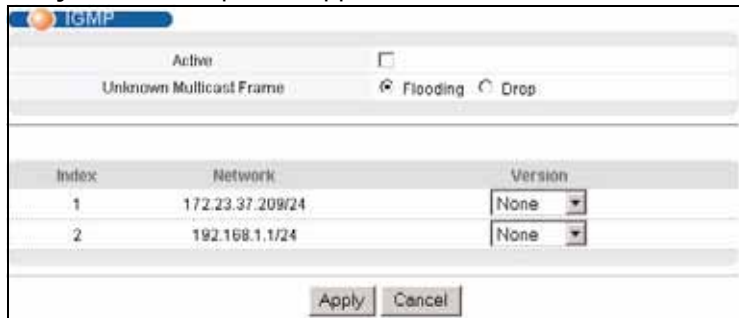 IGMP
Active
Unknown Multicast Frame Flooding Drop
Index Network Version
1 172.23.37.209/24 None
2 192.168.1.1/24 None
Apply Cancel